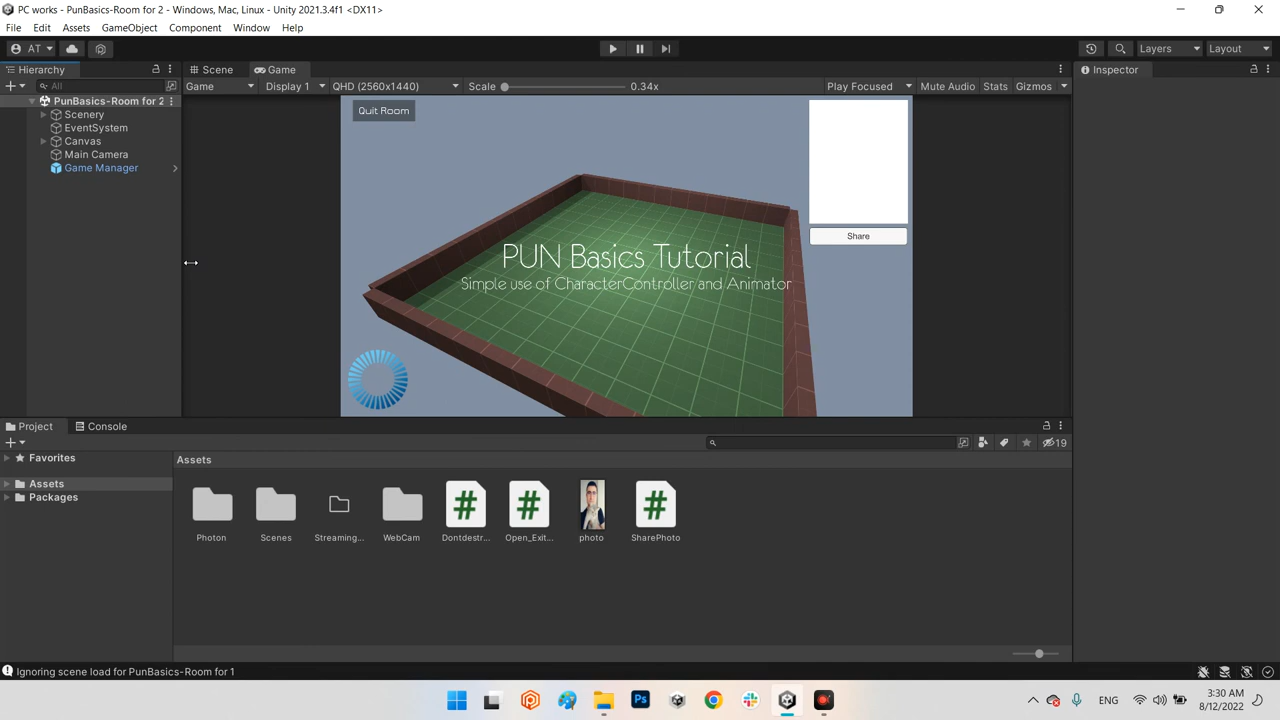 PC works - PunBasics-Room for 2 - Windows, Mac, Linux - Unity 2021.3.4f1 <DX11>
File Edit Assets GameObject Component Window Help
AT Layers Layout
Hierarchy Scene Game Inspector
All Game Display 1 QHD (2560x1440) Scale 0.34x Play Focused Mute Audio Stats Gizmos
PunBasics-Room for 2
Scenery
EventSystem
Canvas
Main Camera
Game Manager
Quit Room
Share
PUN Basics Tutorial
Simple use of CharacterController and Animator
Project Console
19
Favorites
Assets
Packages
Assets
Photon Scenes Streaming... WebCam Dontdestr... Open_Exit... photo SharePhoto
Ignoring scene load for PunBasics-Room for 1
Ps ENG 3:30 AM
8/12/2022